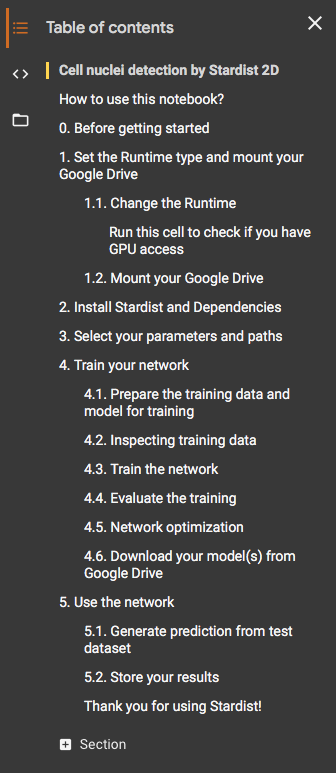 Table of contents
Cell nuclei detection by Stardist 2D
How to use this notebook?
0. Before getting started
1. Set the Runtime type and mount your
Google Drive
1.1. Change the Runtime
Run this cell to check if you have
GPU access
1.2. Mount your Google Drive
2. Install Stardist and Dependencies
3. Select your parameters and paths
4. Train your network
4.1. Prepare the training data and
model for training
4.2. Inspecting training data
4.3. Train the network
4.4. Evaluate the training
4.5. Network optimization
4.6. Download your model(s) from
Google Drive
5. Use the network
5.1. Generate prediction from test
dataset
5.2. Store your results
Thank you for using Stardist!
Section